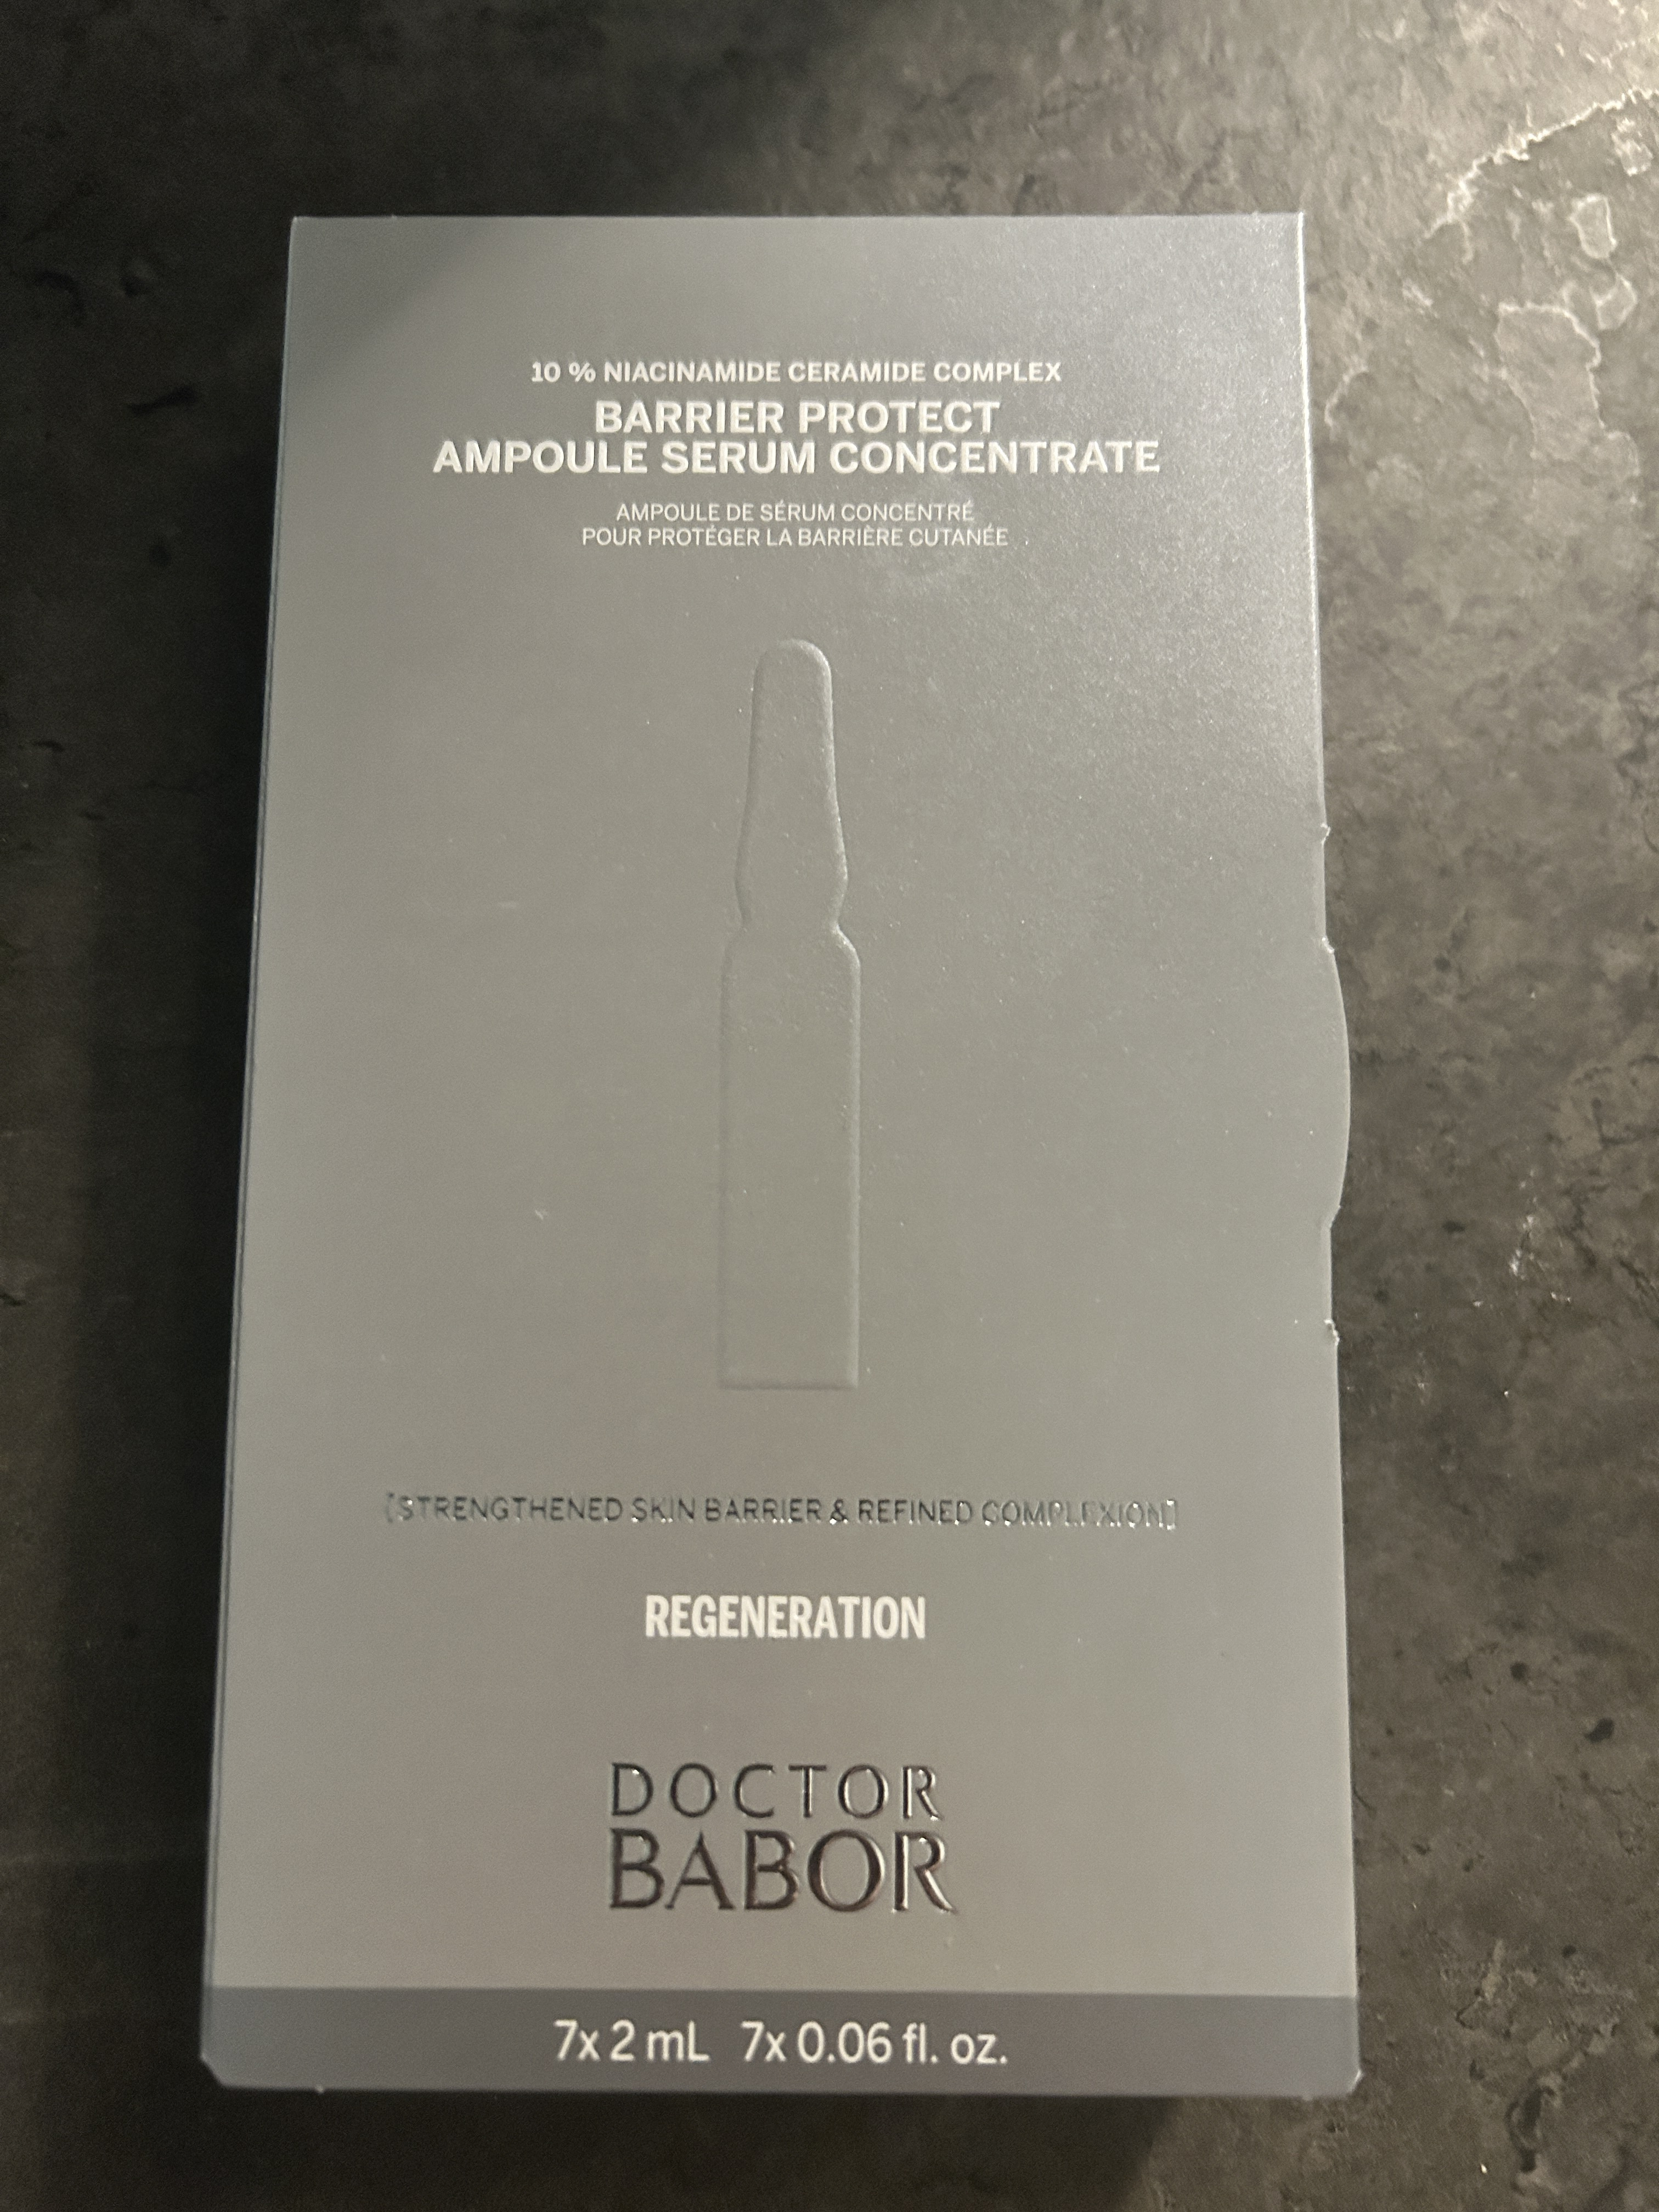 10 % NIACINAMIDE CERAMIDE COMPLEX
BARRIER PROTECT
AMPOULE SERUM CONCENTRATE
AMPOULE DE SÉRUM CONCENTRÉ
POUR PROTÉGER LA BARRIÈRE CUTANÉE
[STRENGTHENED SKIN BARRIER & REFINED COMPLEXION]
REGENERATION
DOCTOR
BABOR
7x 2 mL 7x 0.06 fl. oz.